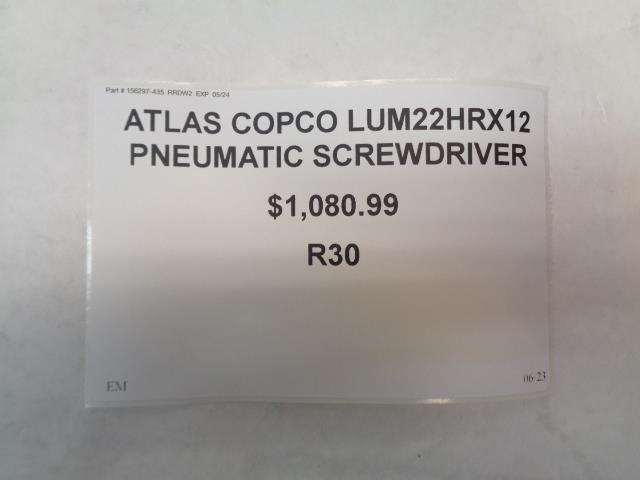 Part # 156297-435 RRDW2 EXP 05/24
ATLAS COPCO LUM22HRX12
PNEUMATIC SCREWDRIVER
$1,080.99
R30
EM
06/23